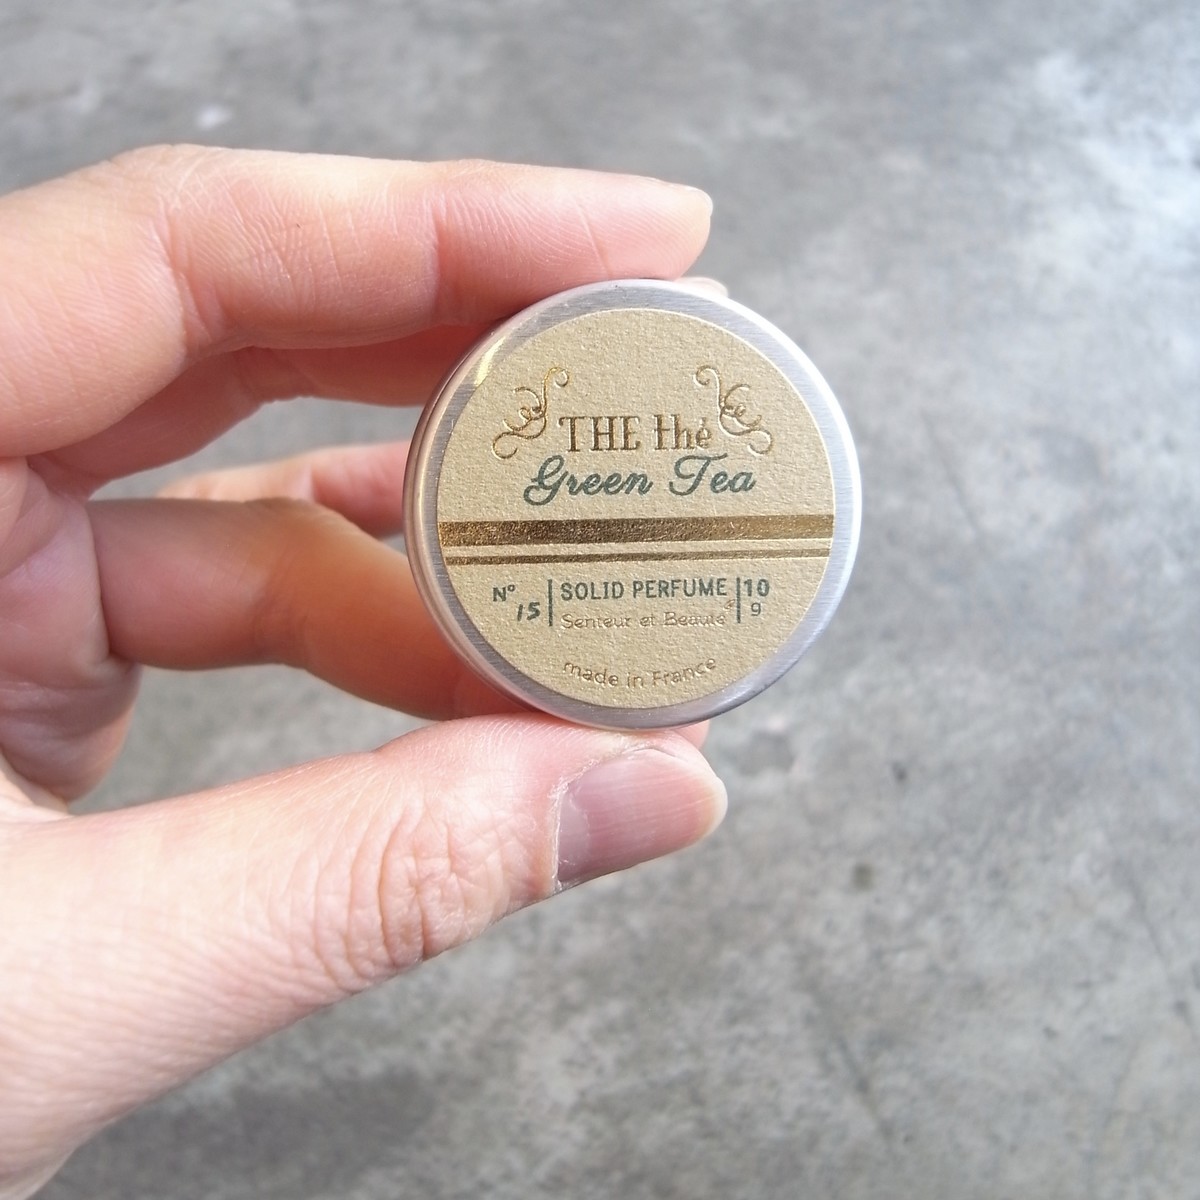 THE thé
Green Tea
N° 15 | SOLID PERFUME | 10 g
Senteur et Beauté
made in France